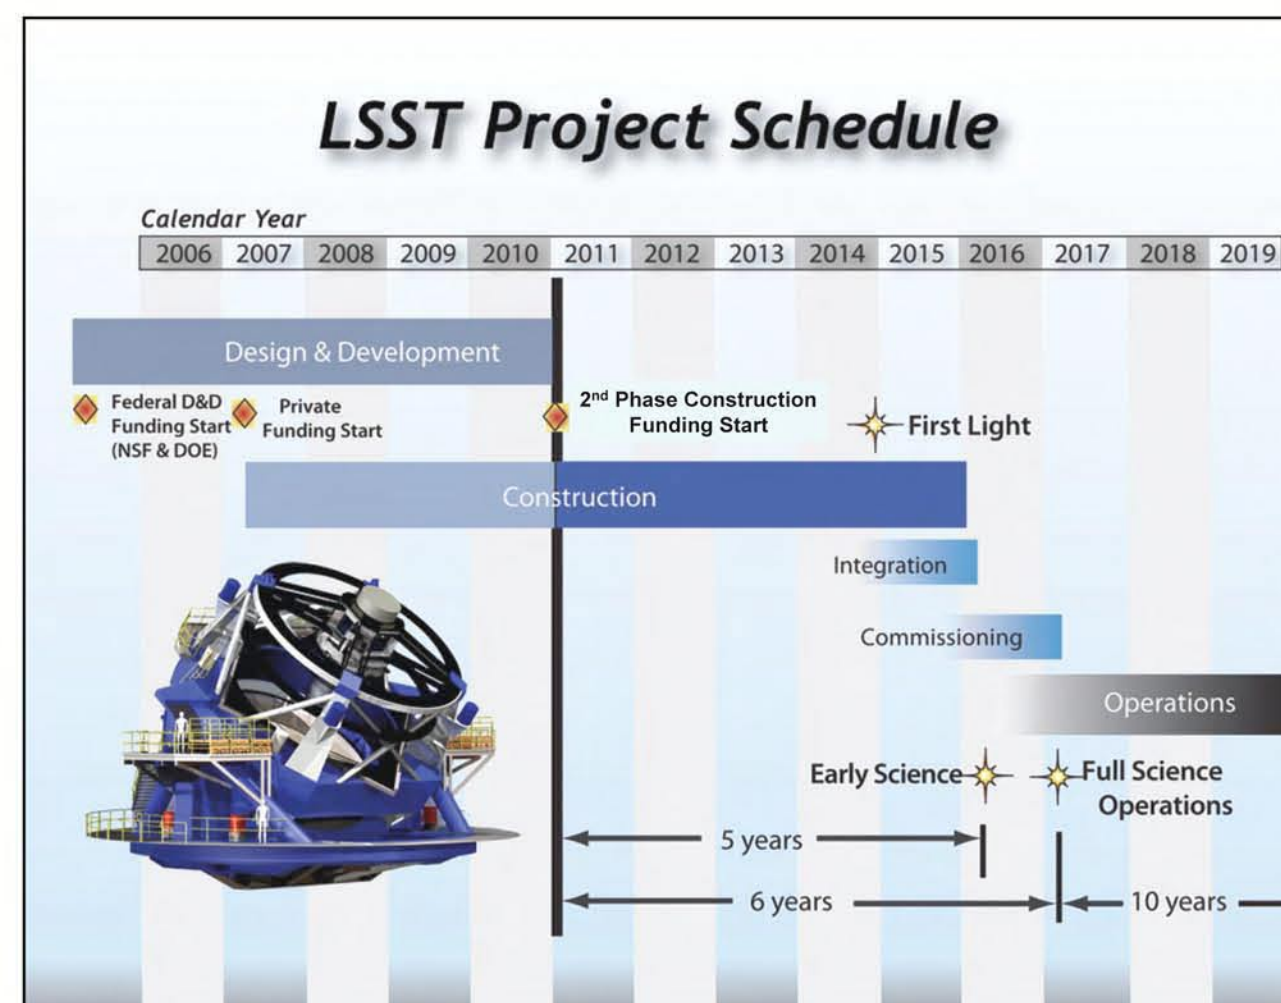 LSST Project Schedule
Calendar Year
2006 2007 2008 2009 2010 2011 2012 2013 2014 2015 2016 2017 2018 2019
Design & Development
Federal D&D
Funding Start
(NSF & DOE)
Private
Funding Start
2nd Phase Construction
Funding Start
First Light
Construction
Integration
Commissioning
Operations
Early Science
Full Science
Operations
5 years
6 years
10 years